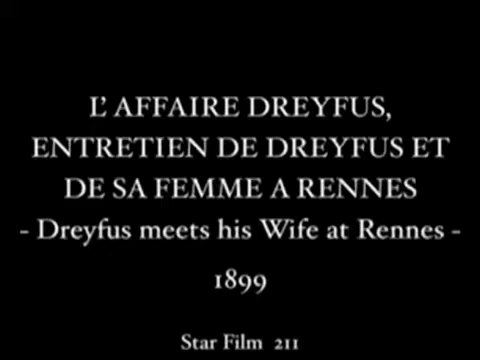 L' AFFAIRE DREYFUS,
ENTRETIEN DE DREYFUS ET
DE SA FEMME A RENNES
- Dreyfus meets his Wife at Rennes -
1899
Star Film 211